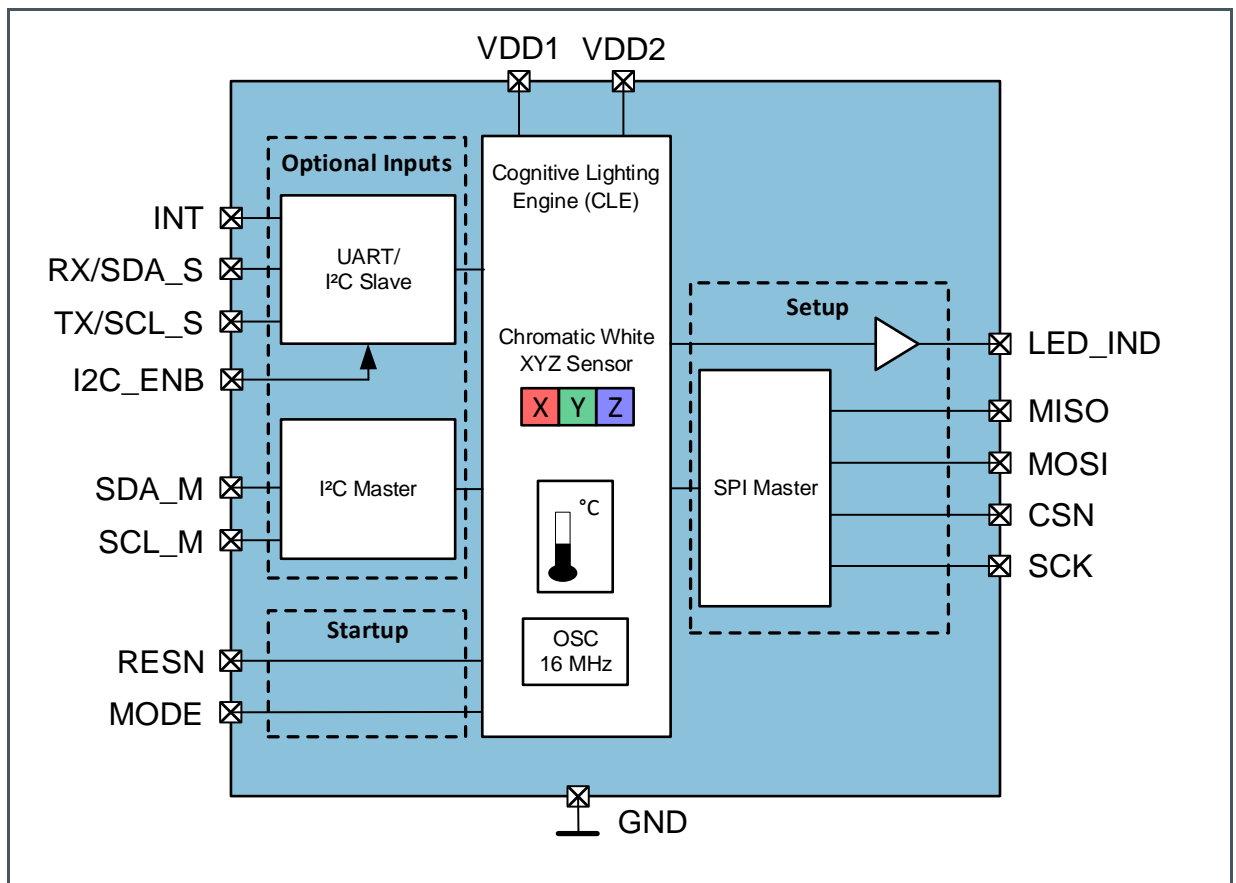 VDD1 VDD2
Optional Inputs
UART/
I²C Slave
INT
RX/SDA_S
TX/SCL_S
I2C_ENB
I²C Master
SDA_M
SCL_M
Startup
RESN
MODE
Cognitive Lighting
Engine (CLE)
Chromatic White
XYZ Sensor
X Y Z
°C
OSC
16 MHz
Setup
SPI Master
LED_IND
MISO
MOSI
CSN
SCK
GND